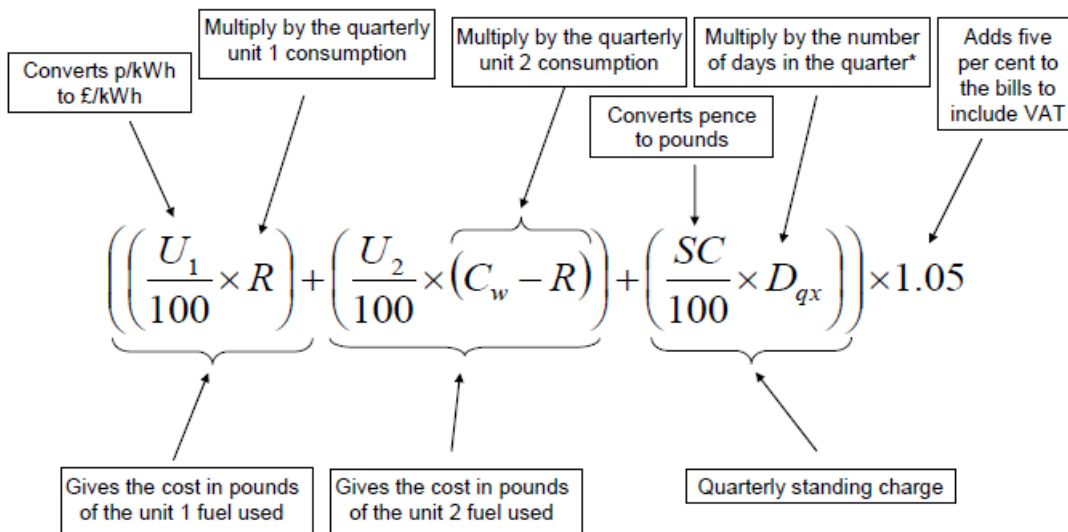 Converts p/kWh
to £/kWh
Multiply by the quarterly
unit 1 consumption
Multiply by the quarterly
unit 2 consumption
Converts pence
to pounds
Multiply by the number
of days in the quarter*
Adds five
per cent to
the bills to
include VAT
(((U₁/100 × R) + (U₂/100 × (C_w − R))) + (SC/100 × D_qx)) × 1.05
Gives the cost in pounds
of the unit 1 fuel used
Gives the cost in pounds
of the unit 2 fuel used
Quarterly standing charge